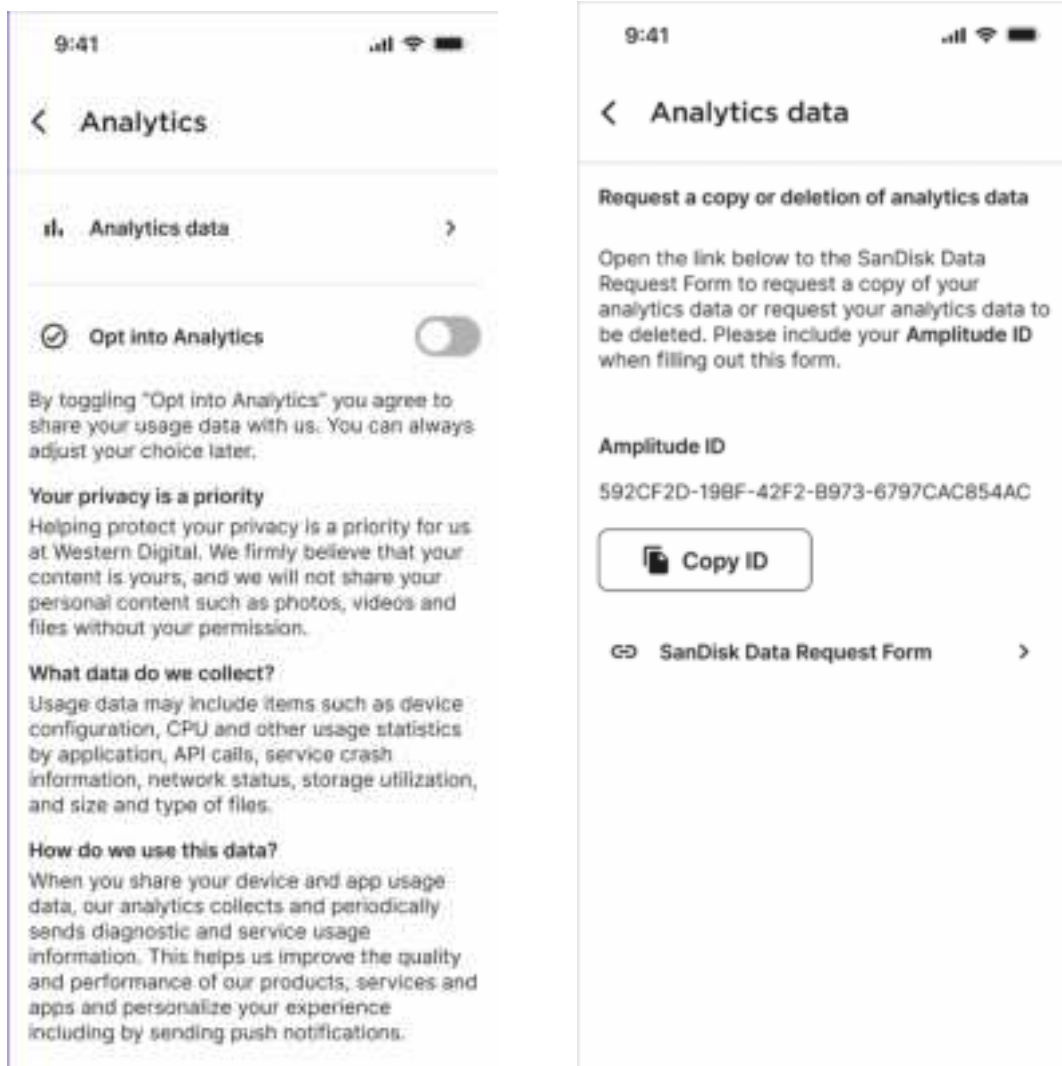 9:41
Analytics
Analytics data
Opt into Analytics
By toggling "Opt into Analytics" you agree to
share your usage data with us. You can always
adjust your choice later.
Your privacy is a priority
Helping protect your privacy is a priority for us
at Western Digital. We firmly believe that your
content is yours, and we will not share your
personal content such as photos, videos and
files without your permission.
What data do we collect?
Usage data may include items such as device
configuration, CPU and other usage statistics
by application, API calls, service crash
information, network status, storage utilization,
and size and type of files.
How do we use this data?
When you share your device and app usage
data, our analytics collects and periodically
sends diagnostic and service usage
information. This helps us improve the quality
and performance of our products, services and
apps and personalize your experience
including by sending push notifications.
9:41
Analytics data
Request a copy or deletion of analytics data
Open the link below to the SanDisk Data
Request Form to request a copy of your
analytics data or request your analytics data to
be deleted. Please include your Amplitude ID
when filling out this form.
Amplitude ID
592CF2D-19BF-42F2-B973-6797CAC854AC
Copy ID
SanDisk Data Request Form